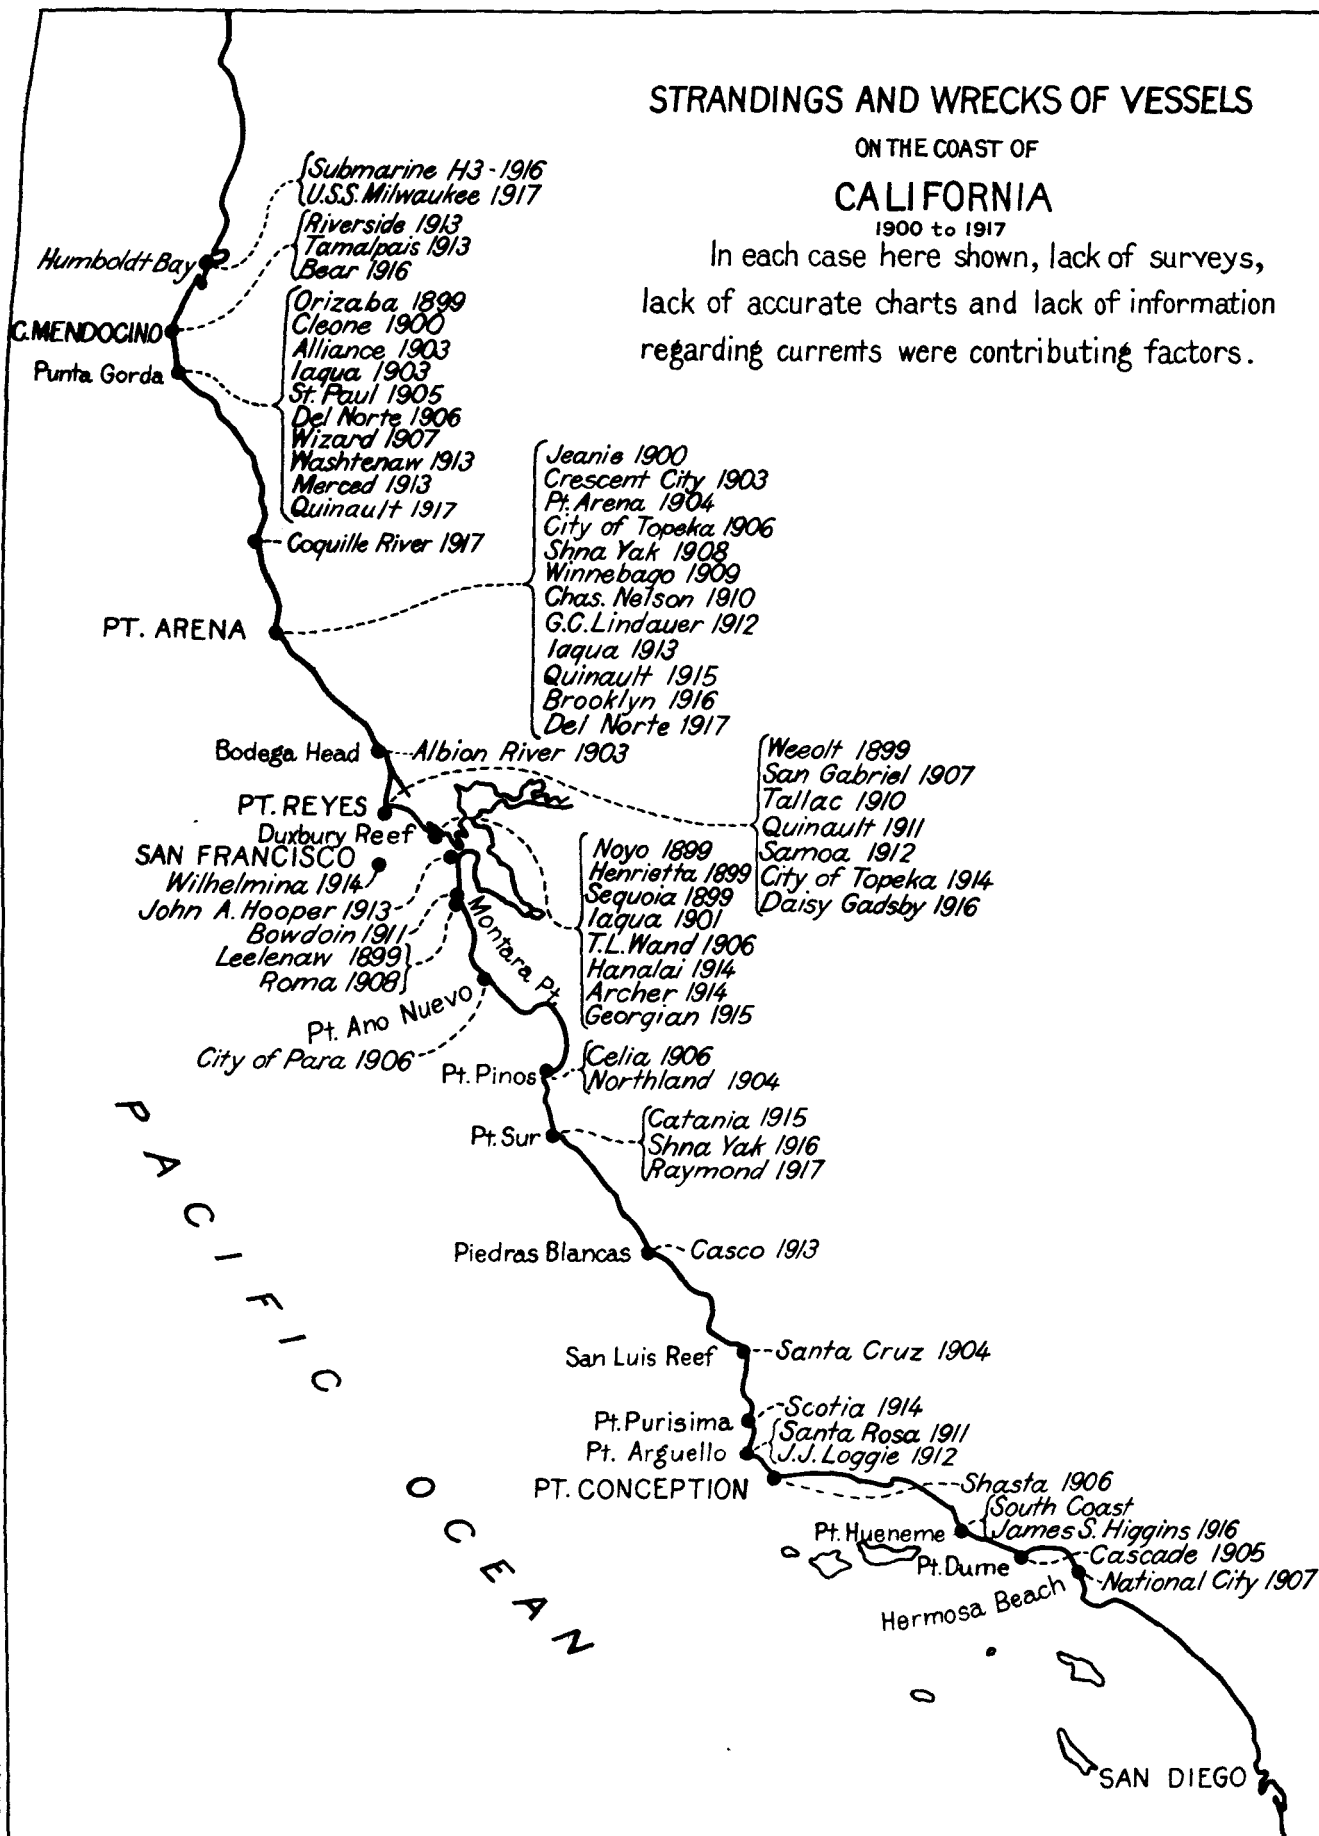 STRANDINGS AND WRECKS OF VESSELS
ON THE COAST OF
CALIFORNIA
1900 to 1917
In each case here shown, lack of surveys,
lack of accurate charts and lack of information
regarding currents were contributing factors.
Submarine H3-1916
U.S.S. Milwaukee 1917
Riverside 1913
Tamalpais 1913
Bear 1916
Humboldt Bay
C. MENDOCINO
Punta Gorda
Orizaba 1899
Cleone 1900
Alliance 1903
Iaqua 1903
St. Paul 1905
Del Norte 1906
Wizard 1907
Washtenaw 1913
Merced 1913
Quinault 1917
Coquille River 1917
PT. ARENA
Jeanie 1900
Crescent City 1903
Pt. Arena 1904
City of Topeka 1906
Shna Yak 1908
Winnebago 1909
Chas. Nelson 1910
G.C. Lindauer 1912
Iaqua 1913
Quinault 1915
Brooklyn 1916
Del Norte 1917
Bodega Head
Albion River 1903
PT. REYES
Weeolt 1899
San Gabriel 1907
Tallac 1910
Quinault 1911
Samoa 1912
City of Topeka 1914
Daisy Gadsby 1916
Duxbury Reef
Noyo 1899
Henrietta 1899
Sequoia 1899
Iaqua 1901
T.L. Wand 1906
Hanalai 1914
Archer 1914
Georgian 1915
SAN FRANCISCO
Wilhelmina 1914
John A. Hooper 1913
Bowdoin 1911
Leelenaw 1899
Roma 1908
Montara Pt.
Pt. Ano Nuevo
City of Para 1906
Pt. Pinos
Celia 1906
Northland 1904
Pt. Sur
Catania 1915
Shna Yak 1916
Raymond 1917
Piedras Blancas
Casco 1913
San Luis Reef
Santa Cruz 1904
Pt. Purisima
Scotia 1914
Pt. Arguello
Santa Rosa 1911
J.J. Loggie 1912
PT. CONCEPTION
Shasta 1906
Pt. Hueneme
South Coast
James S. Higgins 1916
Pt. Dume
Cascade 1905
Hermosa Beach
National City 1907
PACIFIC OCEAN
SAN DIEGO